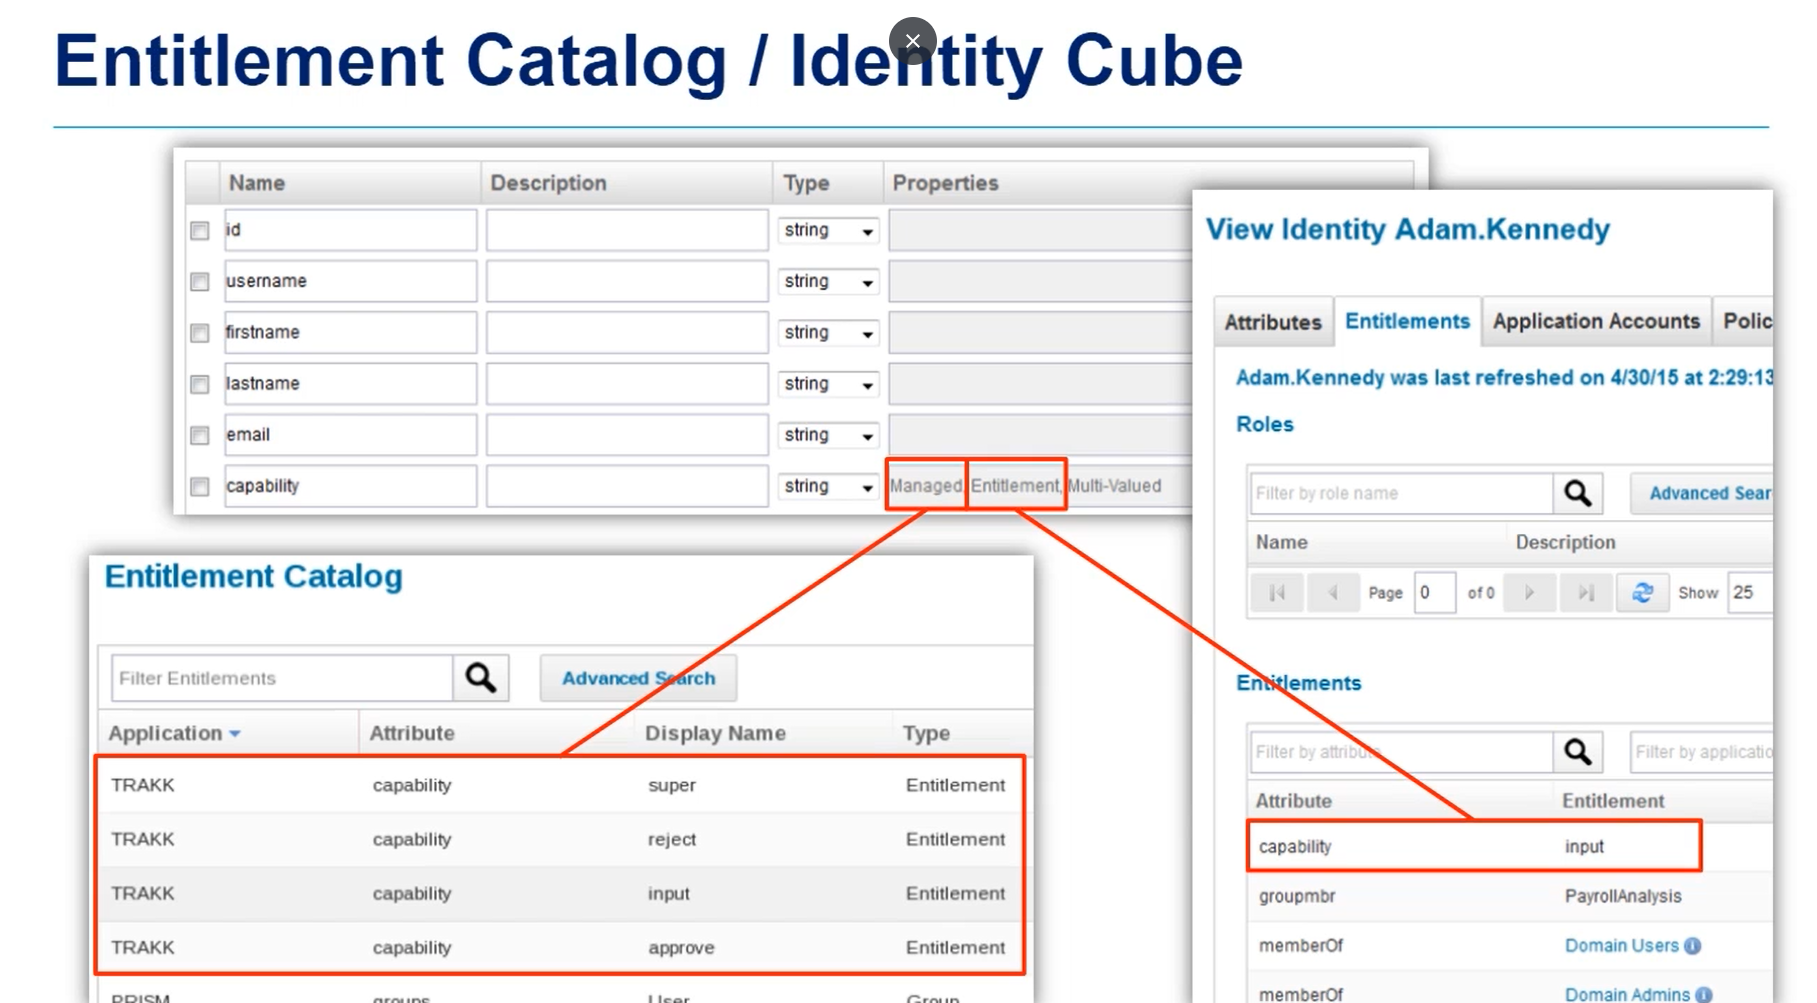 Entitlement Catalog / Identity Cube
Name Description Type Properties
id string
username string
firstname string
lastname string
email string
capability string Managed, Entitlement, Multi-Valued
View Identity Adam.Kennedy
Attributes Entitlements Application Accounts Polic
Adam.Kennedy was last refreshed on 4/30/15 at 2:29:13
Roles
Filter by role name Advanced Sear
Name Description
Page 0 of 0 Show 25
Entitlements
Filter by attribute Filter by applicatio
Attribute Entitlement
capability input
groupmbr PayrollAnalysis
memberOf Domain Users
memberOf Domain Admins
Entitlement Catalog
Filter Entitlements Advanced Search
Application Attribute Display Name Type
TRAKK capability super Entitlement
TRAKK capability reject Entitlement
TRAKK capability input Entitlement
TRAKK capability approve Entitlement
PRISM groups User Group